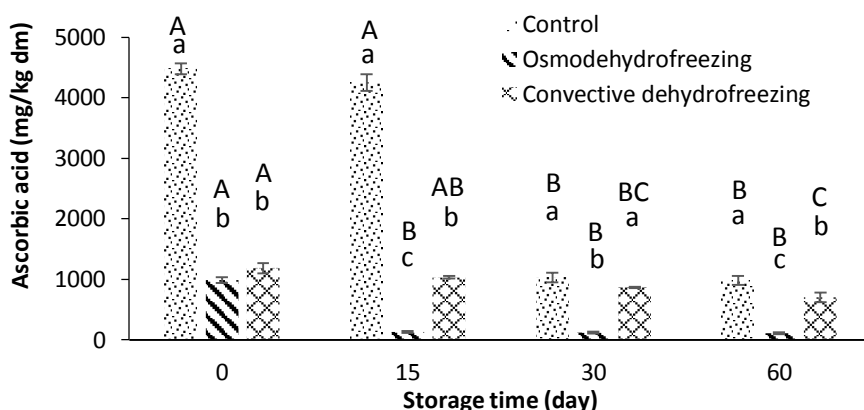 Ascorbic acid (mg/kg dm)
5000
4000
3000
2000
1000
0
Control
Osmodehydrofreezing
Convective dehydrofreezing
A
a
A
b
A
b
A
a
B
c
AB
b
B
a
B
b
BC
a
B
a
B
c
C
b
0
15
30
60
Storage time (day)